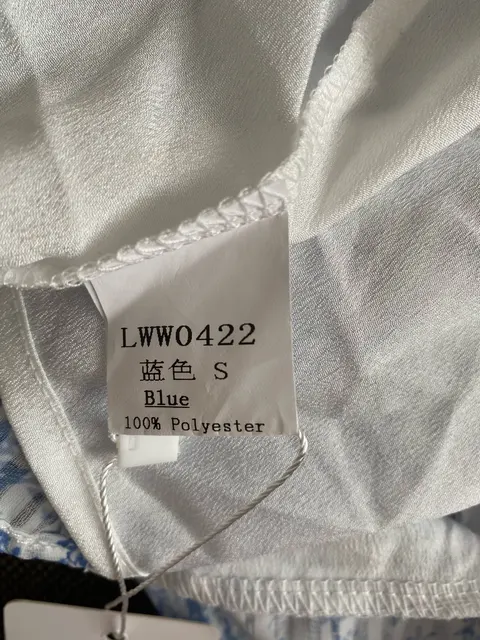 LWW0422
蓝色 S
Blue
100% Polyester